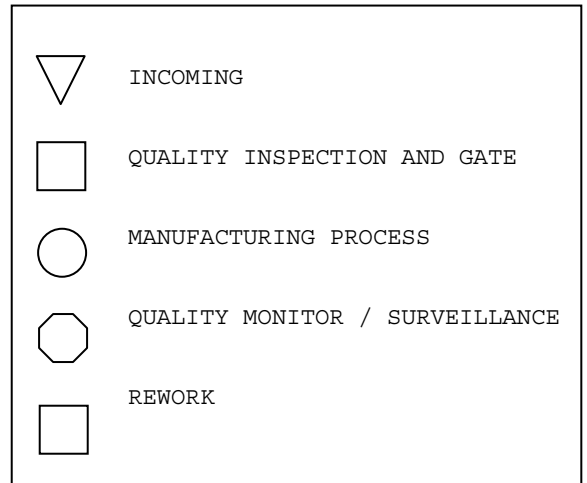 INCOMING
QUALITY INSPECTION AND GATE
MANUFACTURING PROCESS
QUALITY MONITOR / SURVEILLANCE
REWORK